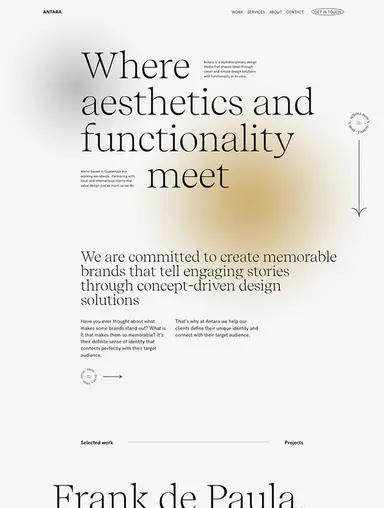 ANTARA
WORK SERVICES ABOUT CONTACT GET IN TOUCH
Where
Antara is a multidisciplinary design
studio that shapes ideas through
clever and simple design solutions
with functionality at its core.
aesthetics and
functionality
We're based in Guatemala but
working worldwide. Partnering with
local and international clients that
value design just as much as we do.
meet
We are committed to create memorable
brands that tell engaging stories
through concept-driven design
solutions
Have you ever thought about what
makes some brands stand out? What is
it that makes them so memorable? It's
their definite sense of identity that
connects perfectly with their target
audience.
That's why at Antara we help our
clients define their unique identity and
connect with their target audience.
Selected work
Projects
Frank de Paula.